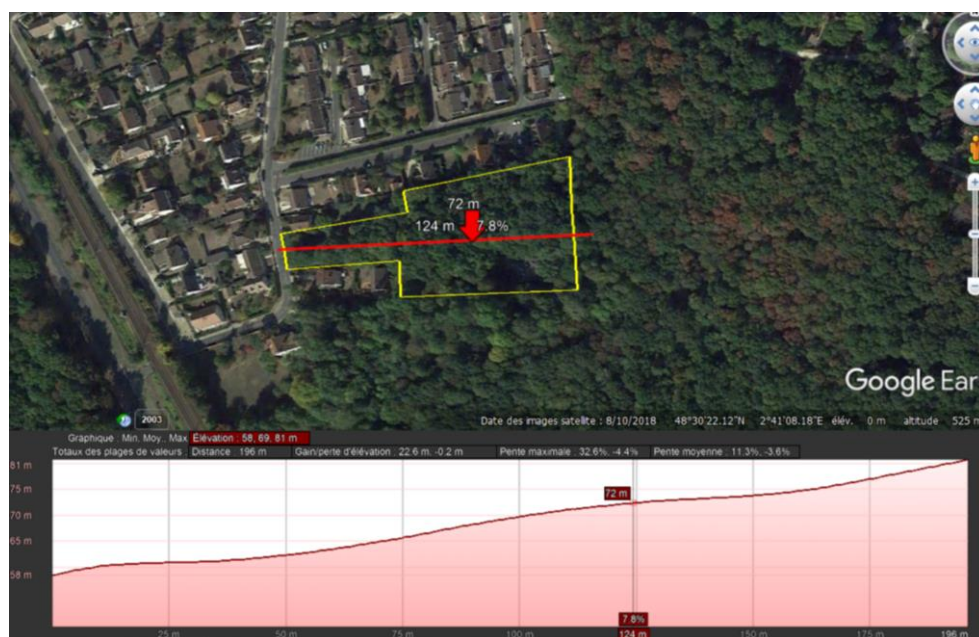 72 m
124 m 7.8%
Google Ear
2003
Date des images satellite : 8/10/2018 48°30'22.12"N 2°41'08.18"E élév. 0 m altitude 525 m
Graphique : Min, Moy., Max Élévation : 58, 69, 81 m
Totaux des plages de valeurs : Distance : 196 m Gain/perte d'élévation : 22.6 m, -0.2 m Pente maximale : 32.6%, -4.4% Pente moyenne : 11.3%, -3.6%
81 m
75 m
72 m
70 m
65 m
58 m
7.8%
25 m 50 m 75 m 100 m 124 m 150 m 175 m 196 m